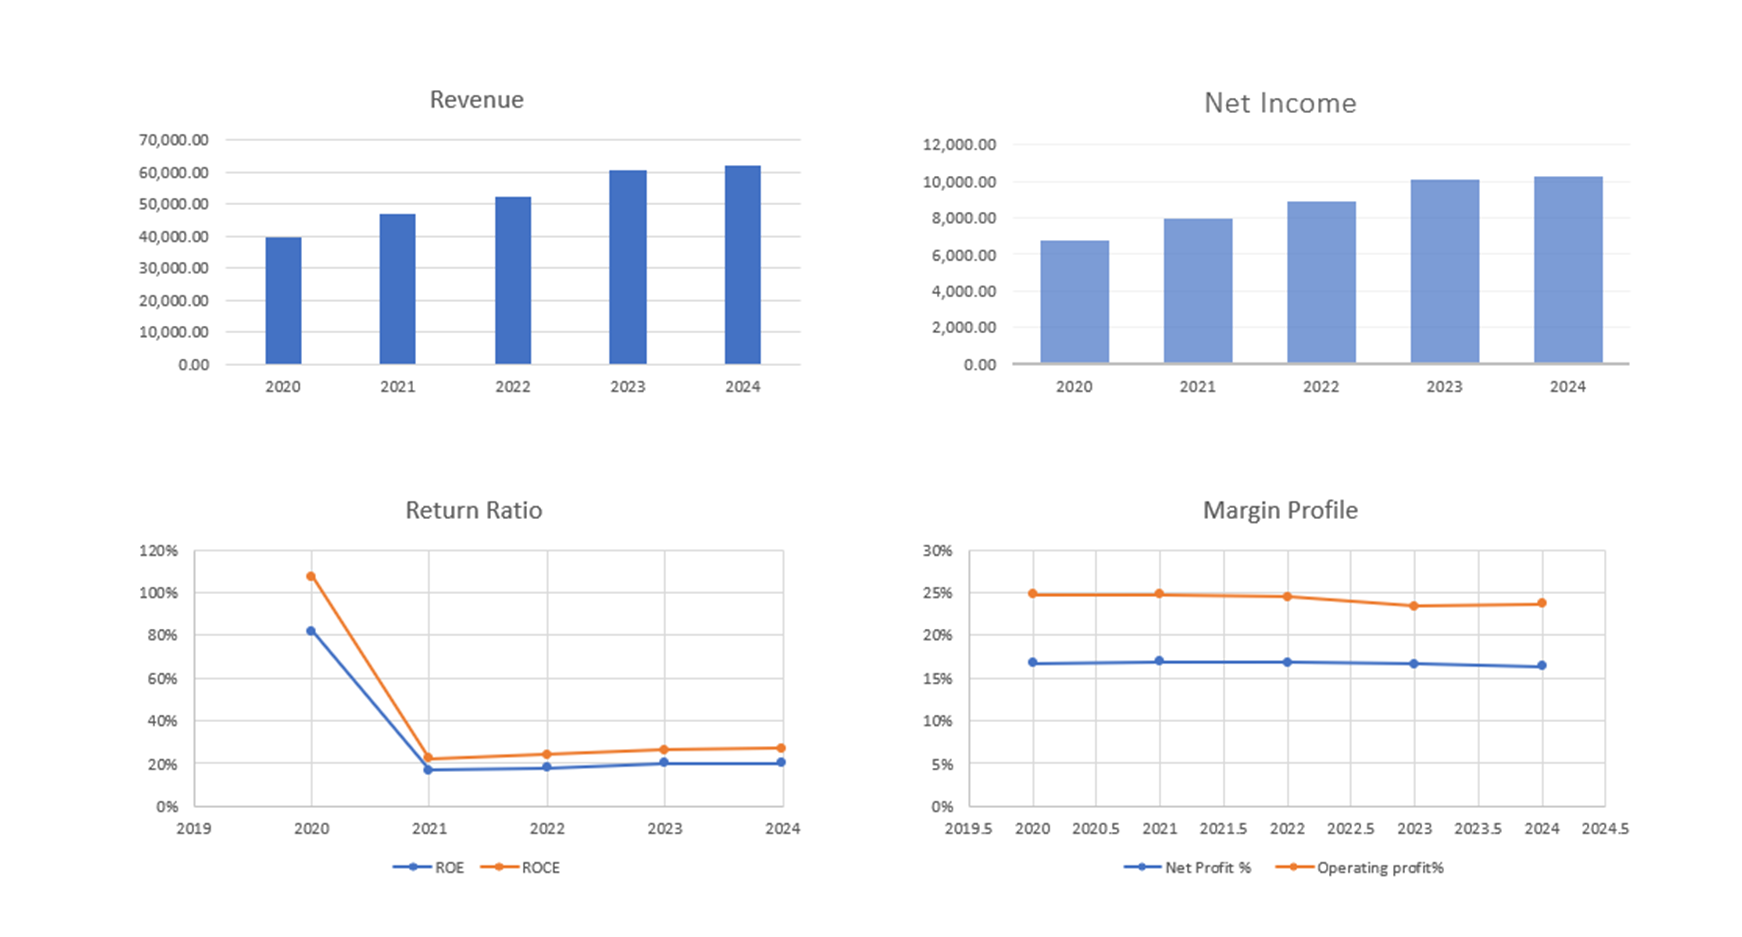 Revenue
70,000.00
60,000.00
50,000.00
40,000.00
30,000.00
20,000.00
10,000.00
0.00
2020 2021 2022 2023 2024
Net Income
12,000.00
10,000.00
8,000.00
6,000.00
4,000.00
2,000.00
0.00
2020 2021 2022 2023 2024
Return Ratio
120%
100%
80%
60%
40%
20%
0%
2019 2020 2021 2022 2023 2024
ROE ROCE
Margin Profile
30%
25%
20%
15%
10%
5%
0%
2019.5 2020 2020.5 2021 2021.5 2022 2022.5 2023 2023.5 2024 2024.5
Net Profit % Operating profit%